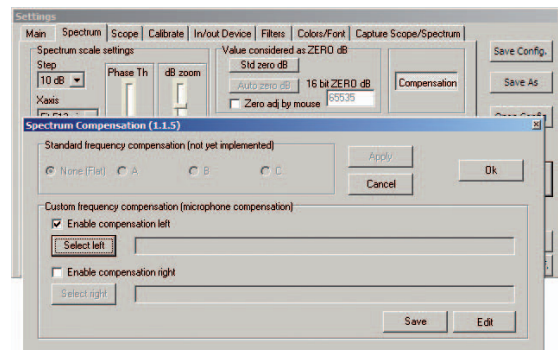 Settings
Main Spectrum Scope Calibrate In/out Device Filters Colors/Font Capture Scope/Spectrum
Spectrum scale settings
Step
10 dB
Phase Th
dB zoom
Xaxis
Value considered as ZERO dB
Std zero dB
Auto zero dB
16 bit ZERO dB
65535
Zero adj by mouse
Compensation
Save Config.
Save As
Spectrum Compensation (1.1.5)
Standard frequency compensation (not yet implemented)
None (Flat) A B C
Apply
Cancel
Ok
Custom frequency compensation (microphone compensation)
Enable compensation left
Select left
Enable compensation right
Select right
Save
Edit